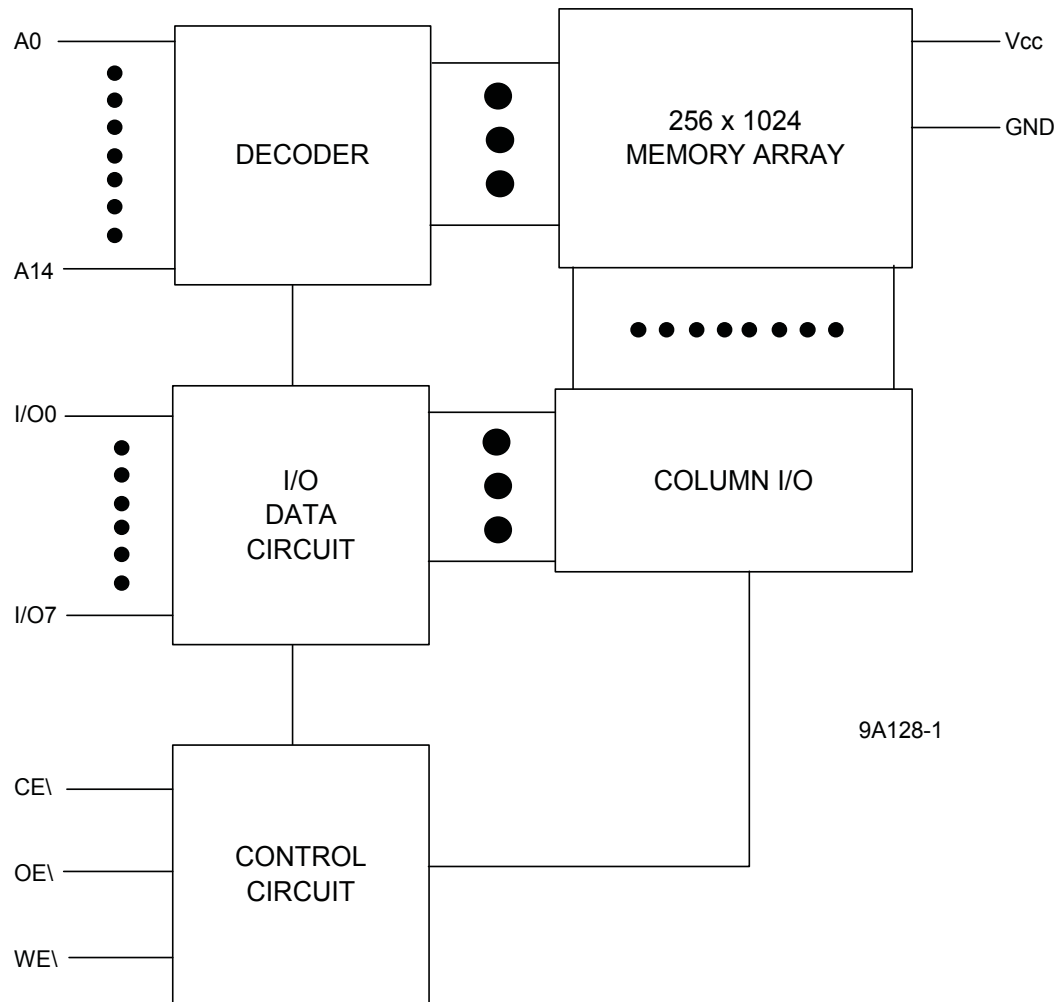 A0
A14
DECODER
256 x 1024
MEMORY ARRAY
Vcc
GND
I/O0
I/O7
I/O
DATA
CIRCUIT
COLUMN I/O
9A128-1
CE\
OE\
WE\
CONTROL
CIRCUIT